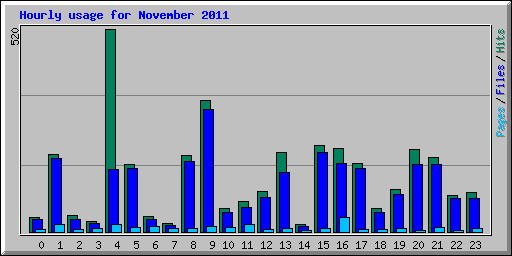 Hourly usage for November 2011
520
Pages/Files/Hits
0 1 2 3 4 5 6 7 8 9 10 11 12 13 14 15 16 17 18 19 20 21 22 23